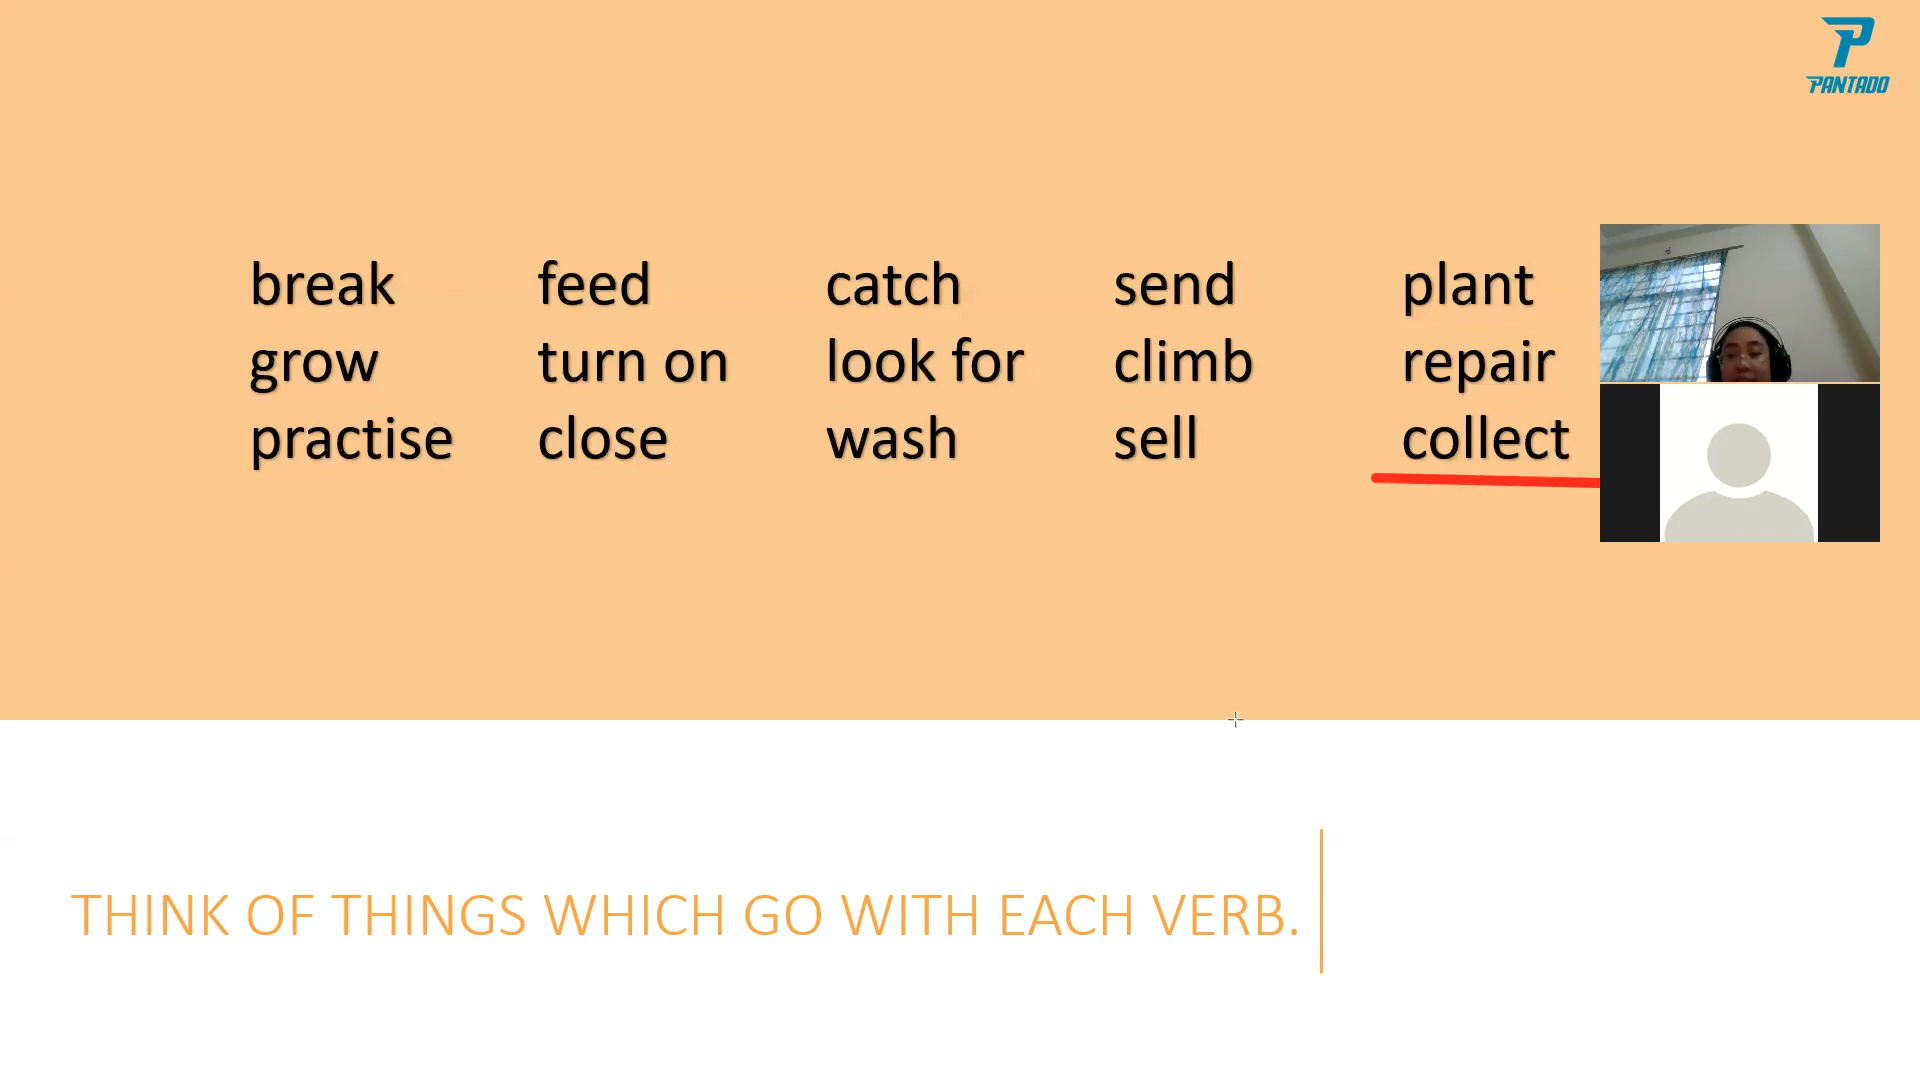 PANTADO
break feed catch send plant
grow turn on look for climb repair
practise close wash sell collect
THINK OF THINGS WHICH GO WITH EACH VERB.